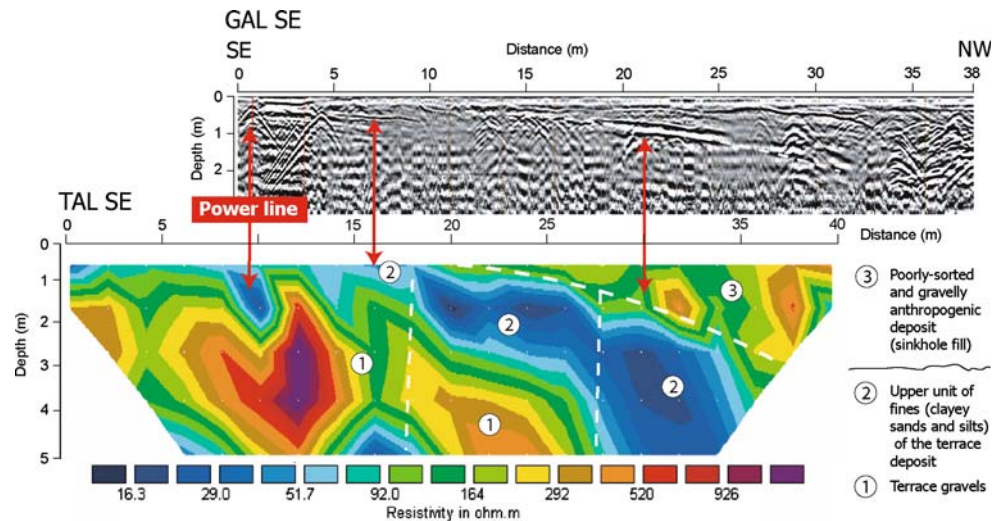 GAL SE
SE
Distance (m)
NW
0 5 10 15 20 25 30 35 38
0
1
2
Depth (m)
Power line
TAL SE
0 15 20 25 30 35 40
Distance (m)
0
1
2
3
4
5
Depth (m)
2
3
2
1
2
1
3 Poorly-sorted
and gravelly
anthropogenic
deposit
(sinkhole fill)
2 Upper unit of
fines (clayey
sands and silts)
of the terrace
deposit
1 Terrace gravels
16.3 29.0 51.7 92.0 164 292 520 926
Resistivity in ohm.m